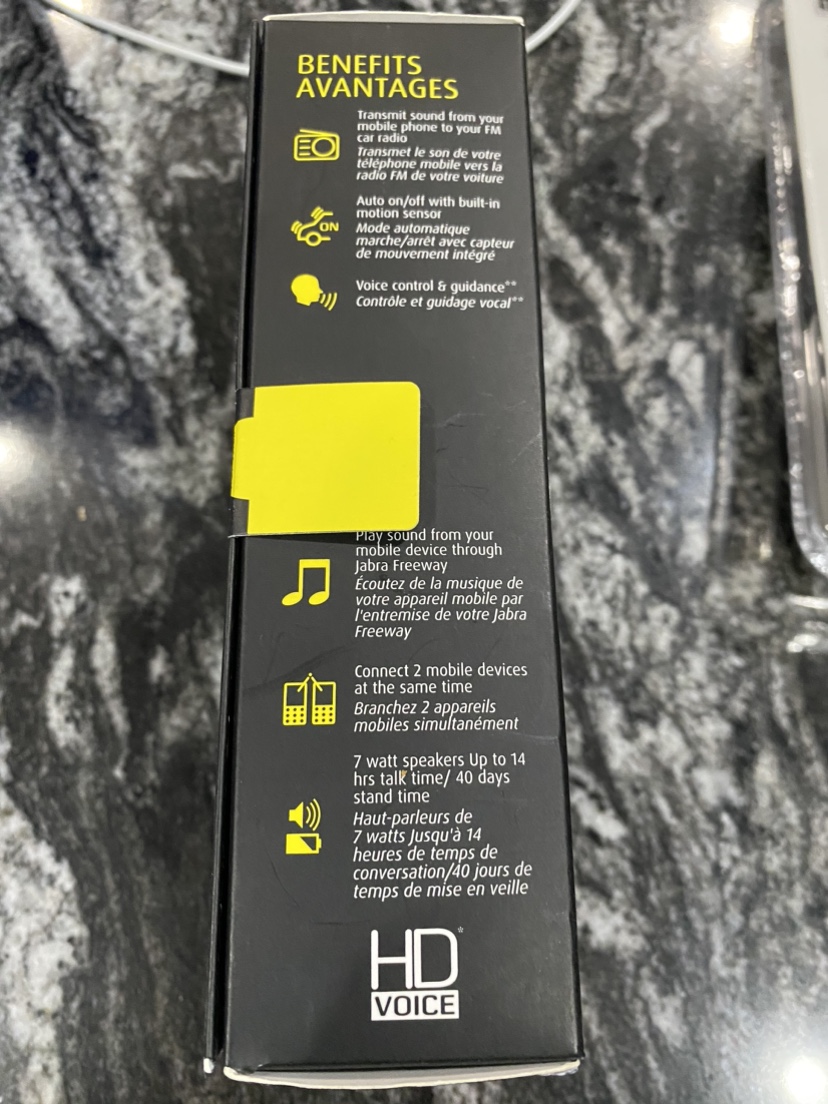 BENEFITS
AVANTAGES
Transmit sound from your
mobile phone to your FM
car radio
Transmet le son de votre
téléphone mobile vers la
radio FM de votre voiture
ON
Auto on/off with built-in
motion sensor
Mode automatique
marche/arrêt avec capteur
de mouvement intégré
Voice control & guidance**
Contrôle et guidage vocal**
Play sound from your
mobile device through
Jabra Freeway
Écoutez de la musique de
votre appareil mobile par
l'entremise de votre Jabra
Freeway
Connect 2 mobile devices
at the same time
Branchez 2 appareils
mobiles simultanément
7 watt speakers Up to 14
hrs talk time/ 40 days
stand time
Haut-parleurs de
7 watts Jusqu'à 14
heures de temps de
conversation/40 jours de
temps de mise en veille
HD*
VOICE